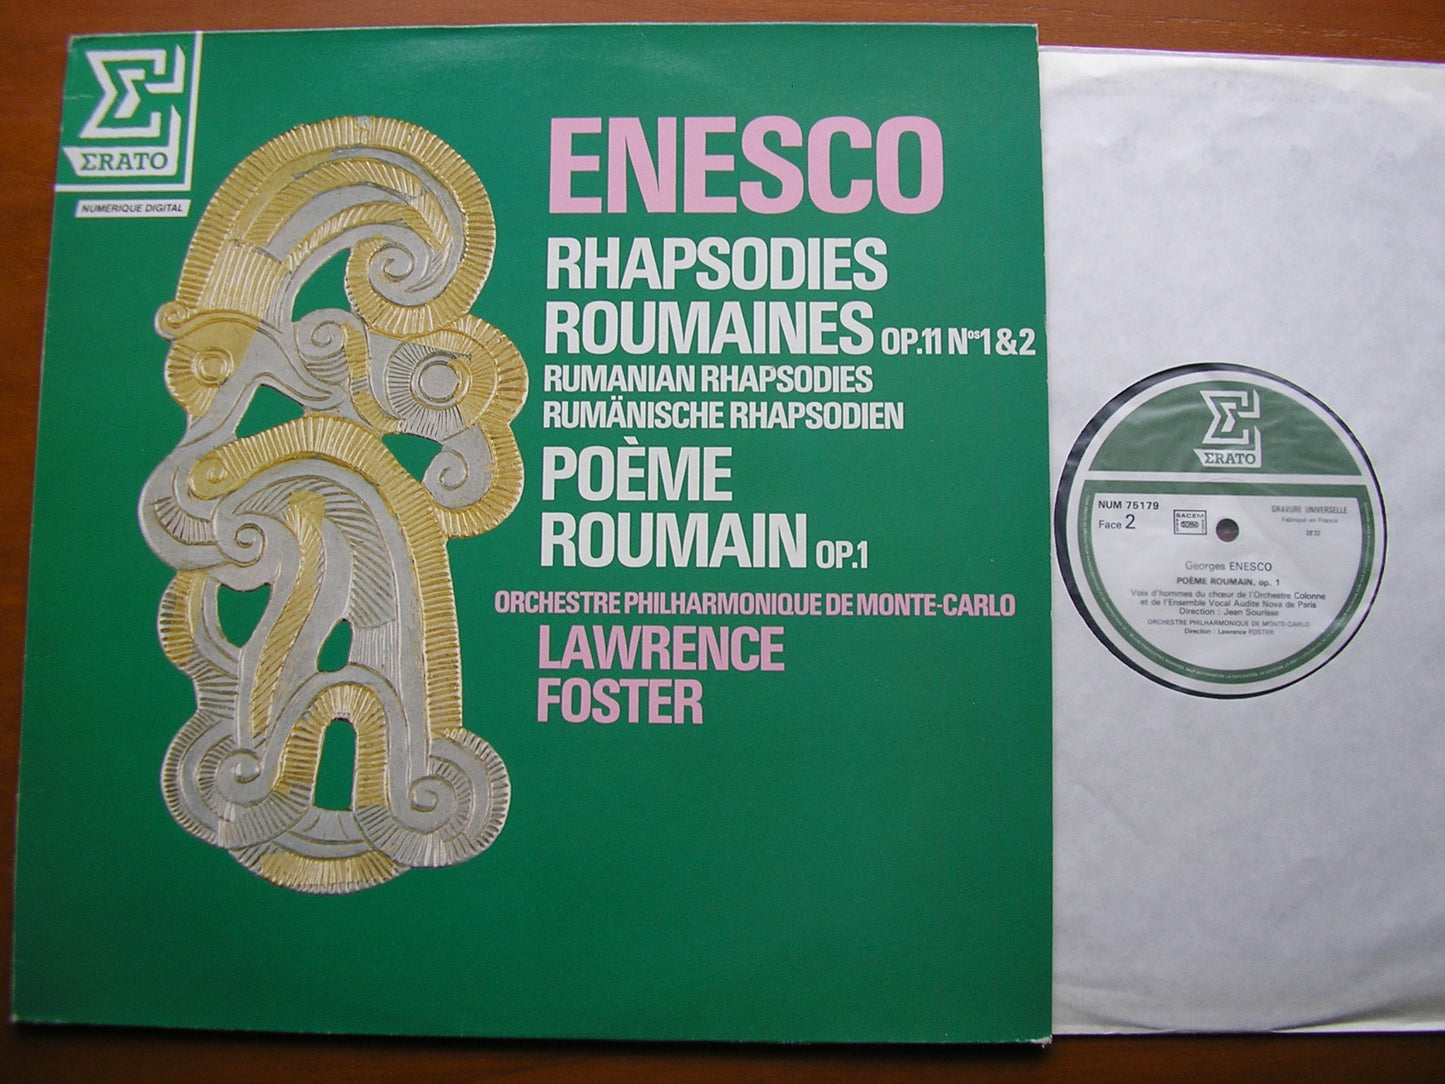 ΣRATO
NUMÉRIQUE DIGITAL
ENESCO
RHAPSODIES
ROUMAINES OP.11 Nos1 & 2
RUMANIAN RHAPSODIES
RUMÄNISCHE RHAPSODIEN
POÈME
ROUMAIN OP.1
ORCHESTRE PHILHARMONIQUE DE MONTE-CARLO
LAWRENCE
FOSTER
ΣRATO
NUM 75179
Face 2
SACEM
GRAVURE UNIVERSELLE
Fabriqué en France
Georges ENESCO
POÈME ROUMAIN, op. 1
Voix d'hommes du chœur de l'Orchestre Colonne
et de l'Ensemble Vocal Audite Nova de Paris
Direction : Jean Sourisse
ORCHESTRE PHILHARMONIQUE DE MONTE-CARLO
Direction : Lawrence FOSTER